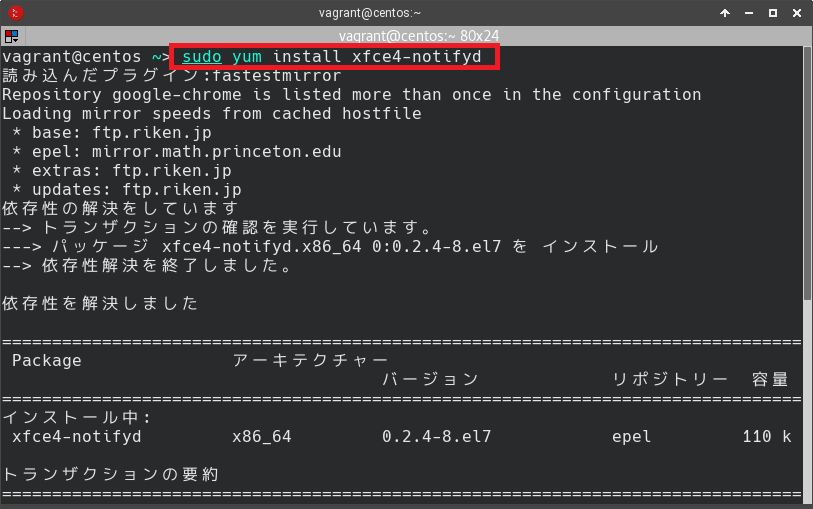 vagrant@centos:~
vagrant@centos:~ 80x24
vagrant@centos ~> sudo yum install xfce4-notifyd
読み込んだプラグイン:fastestmirror
Repository google-chrome is listed more than once in the configuration
Loading mirror speeds from cached hostfile
 * base: ftp.riken.jp
 * epel: mirror.math.princeton.edu
 * extras: ftp.riken.jp
 * updates: ftp.riken.jp
依存性の解決をしています
--> トランザクションの確認を実行しています。
---> パッケージ xfce4-notifyd.x86_64 0:0.2.4-8.el7 を インストール
--> 依存性解決を終了しました。
依存性を解決しました
================================================================================
 Package アーキテクチャー
バージョン リポジトリー 容量
================================================================================
インストール中:
 xfce4-notifyd x86_64 0.2.4-8.el7 epel 110 k
トランザクションの要約
================================================================================